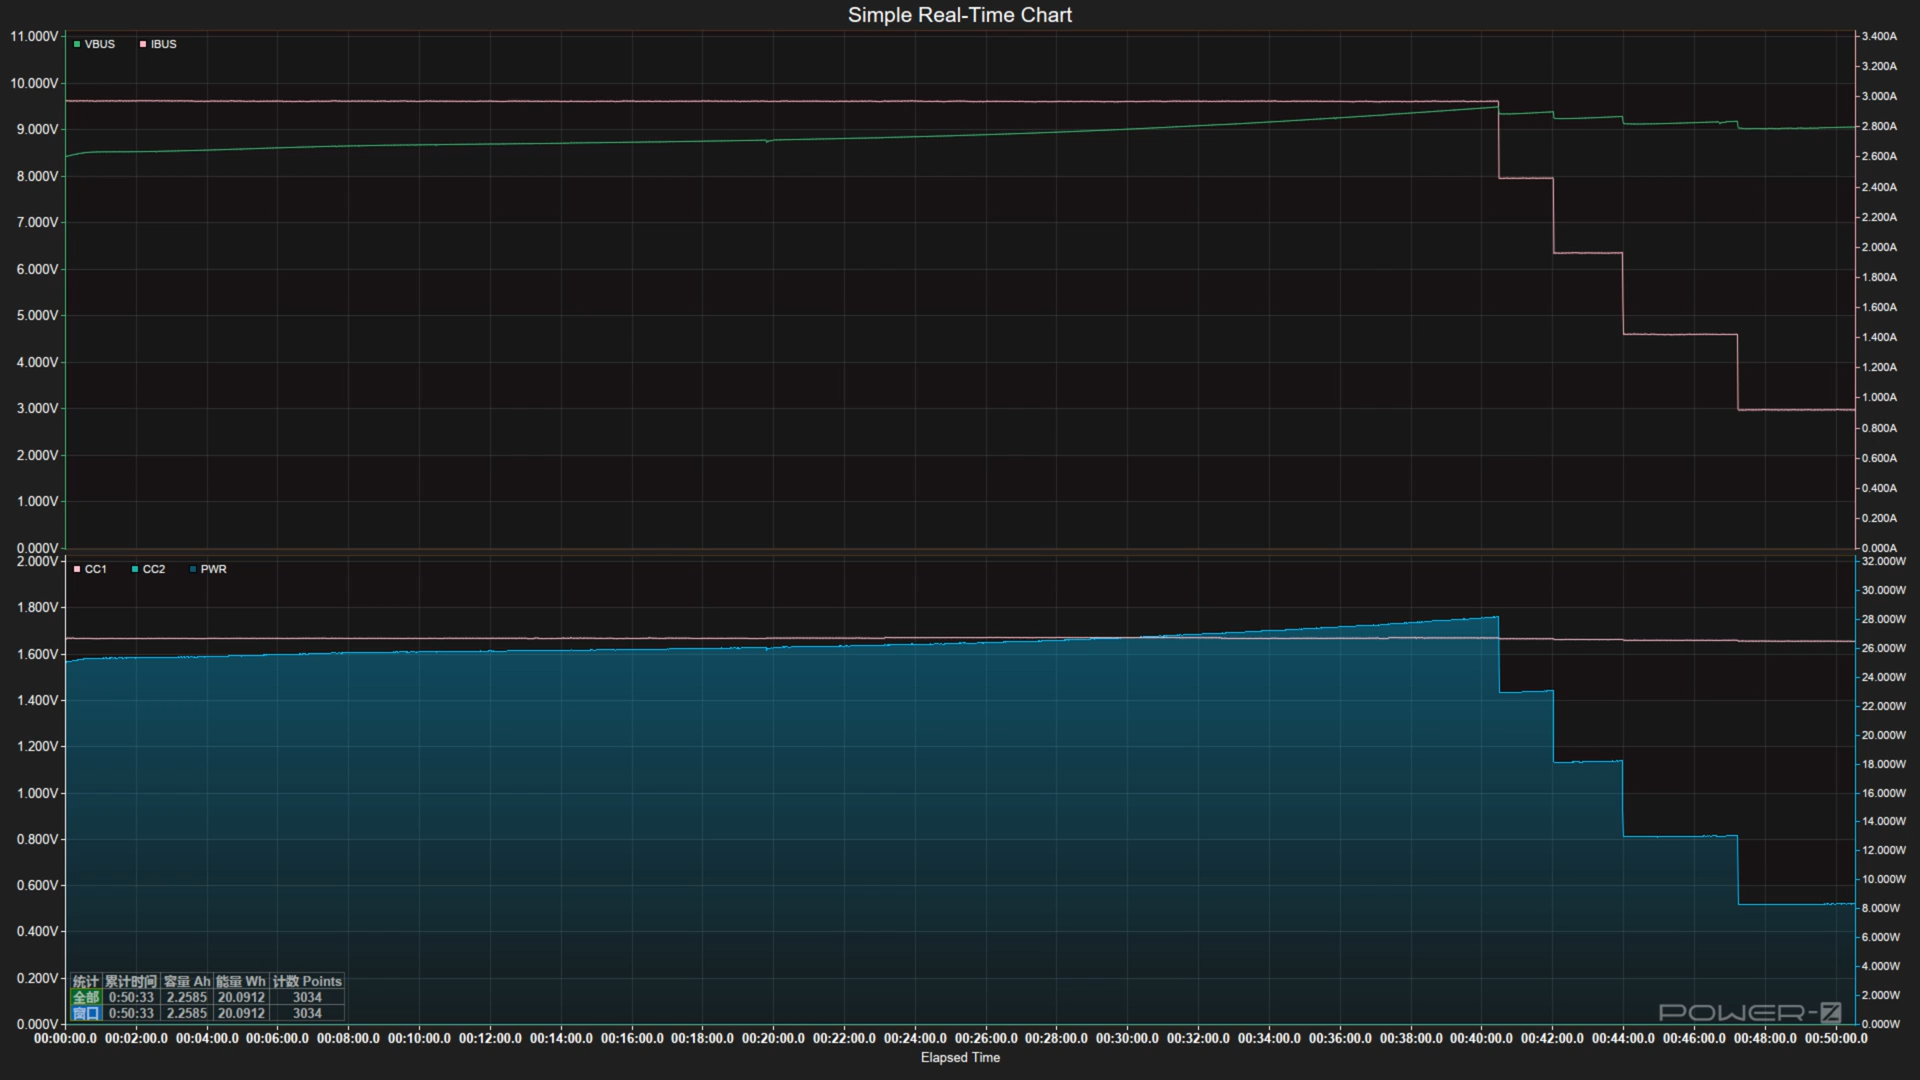 Simple Real-Time Chart
VBUS IBUS
11.000V
10.000V
9.000V
8.000V
7.000V
6.000V
5.000V
4.000V
3.000V
2.000V
1.000V
0.000V
3.400A
3.200A
3.000A
2.800A
2.600A
2.400A
2.200A
2.000A
1.800A
1.600A
1.400A
1.200A
1.000A
0.800A
0.600A
0.400A
0.200A
0.000A
CC1 CC2 PWR
2.000V
1.800V
1.600V
1.400V
1.200V
1.000V
0.800V
0.600V
0.400V
0.200V
0.000V
32.000W
30.000W
28.000W
26.000W
24.000W
22.000W
20.000W
18.000W
16.000W
14.000W
12.000W
10.000W
8.000W
6.000W
4.000W
2.000W
0.000W
统计 累计时间 容量 Ah 能量 Wh 计数 Points
全部 0:50:33 2.2585 20.0912 3034
窗口 0:50:33 2.2585 20.0912 3034
POWER-Z
00:00:00.0 00:02:00.0 00:04:00.0 00:06:00.0 00:08:00.0 00:10:00.0 00:12:00.0 00:14:00.0 00:16:00.0 00:18:00.0 00:20:00.0 00:22:00.0 00:24:00.0 00:26:00.0 00:28:00.0 00:30:00.0 00:32:00.0 00:34:00.0 00:36:00.0 00:38:00.0 00:40:00.0 00:42:00.0 00:44:00.0 00:46:00.0 00:48:00.0 00:50:00.0
Elapsed Time